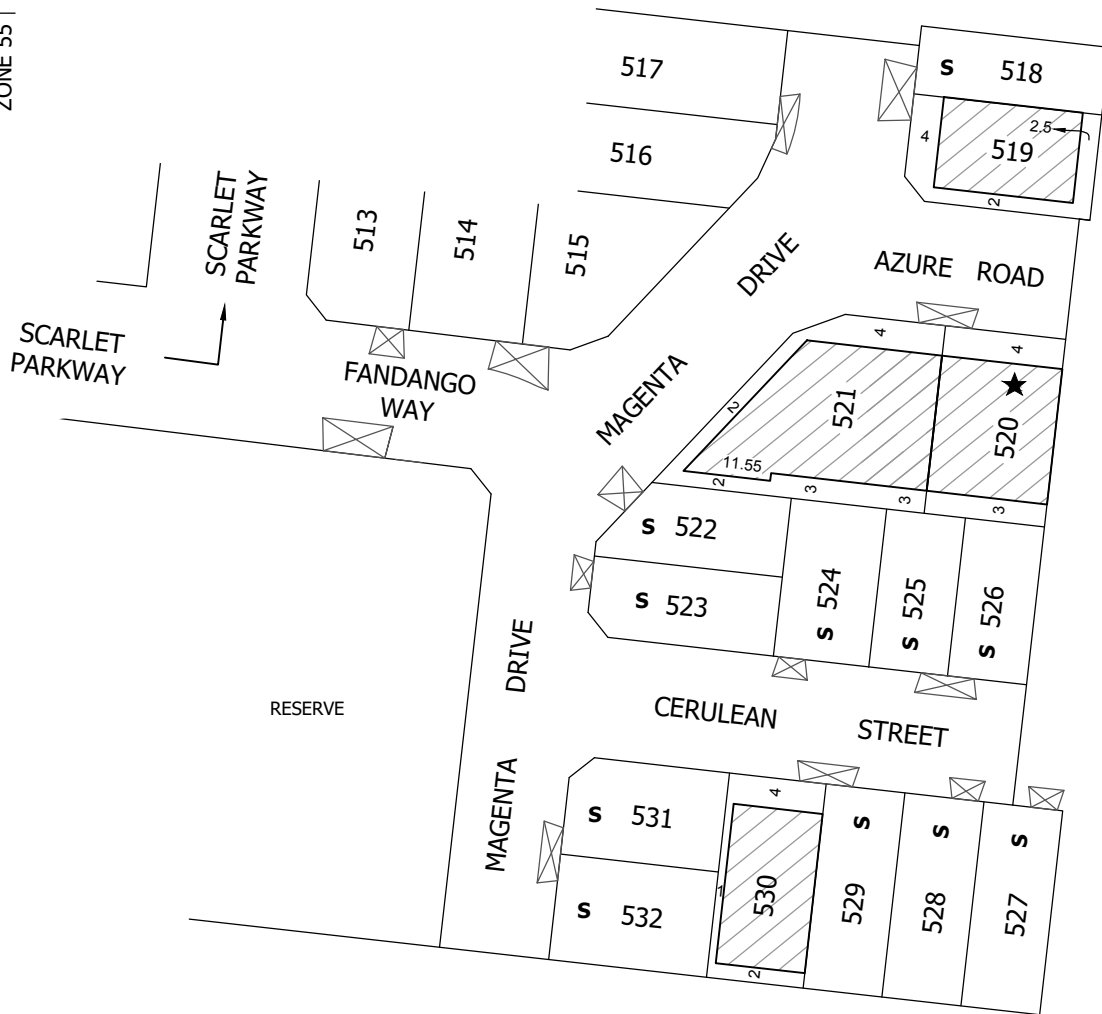 ZONE 55
517
S 518
2.5
4
519
2
516
SCARLET
PARKWAY
513
514
515
DRIVE
AZURE ROAD
SCARLET
PARKWAY
FANDANGO
WAY
MAGENTA
4
4
521
520
2
11.55
2
3
3
3
S 522
S 523
524
S
525
S
526
S
DRIVE
RESERVE
CERULEAN STREET
MAGENTA
4
S 531
530
1
2
S
529
S
528
S
527
S 532